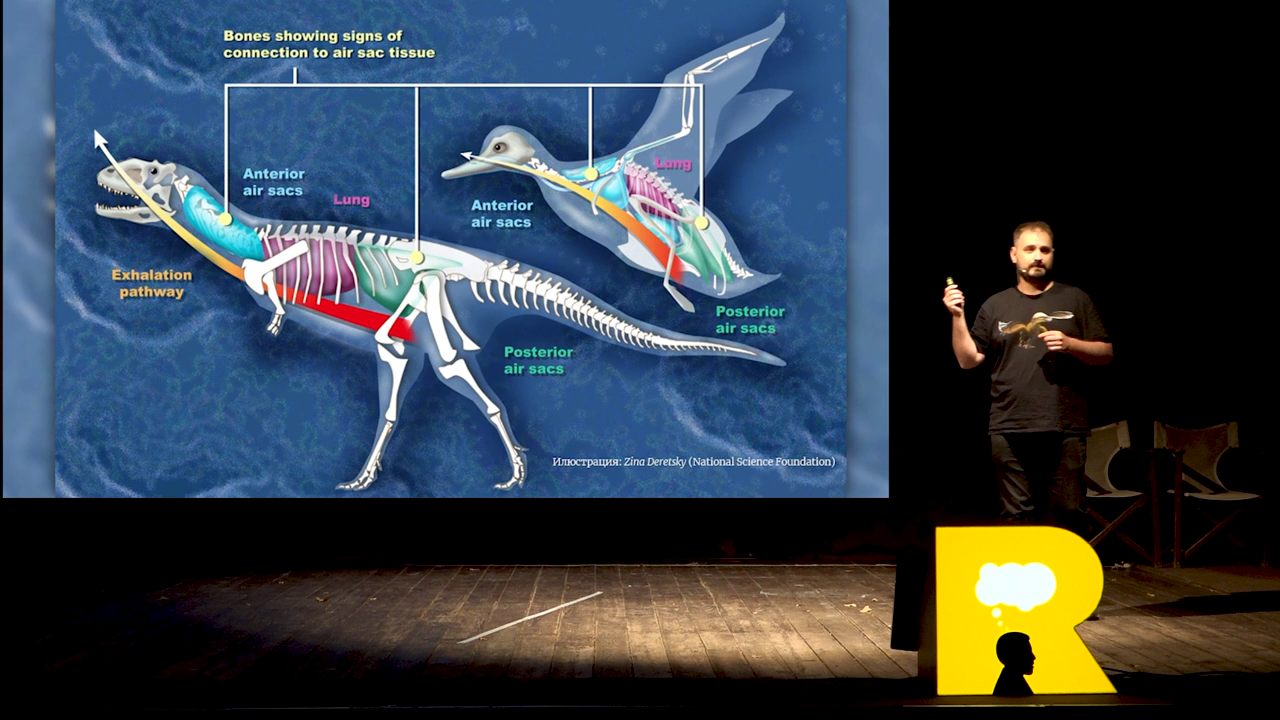 Bones showing signs of
connection to air sac tissue
Anterior
air sacs
Lung
Exhalation
pathway
Posterior
air sacs
Lung
Anterior
air sacs
Posterior
air sacs
Илюстрация: Zina Deretsky (National Science Foundation)
R